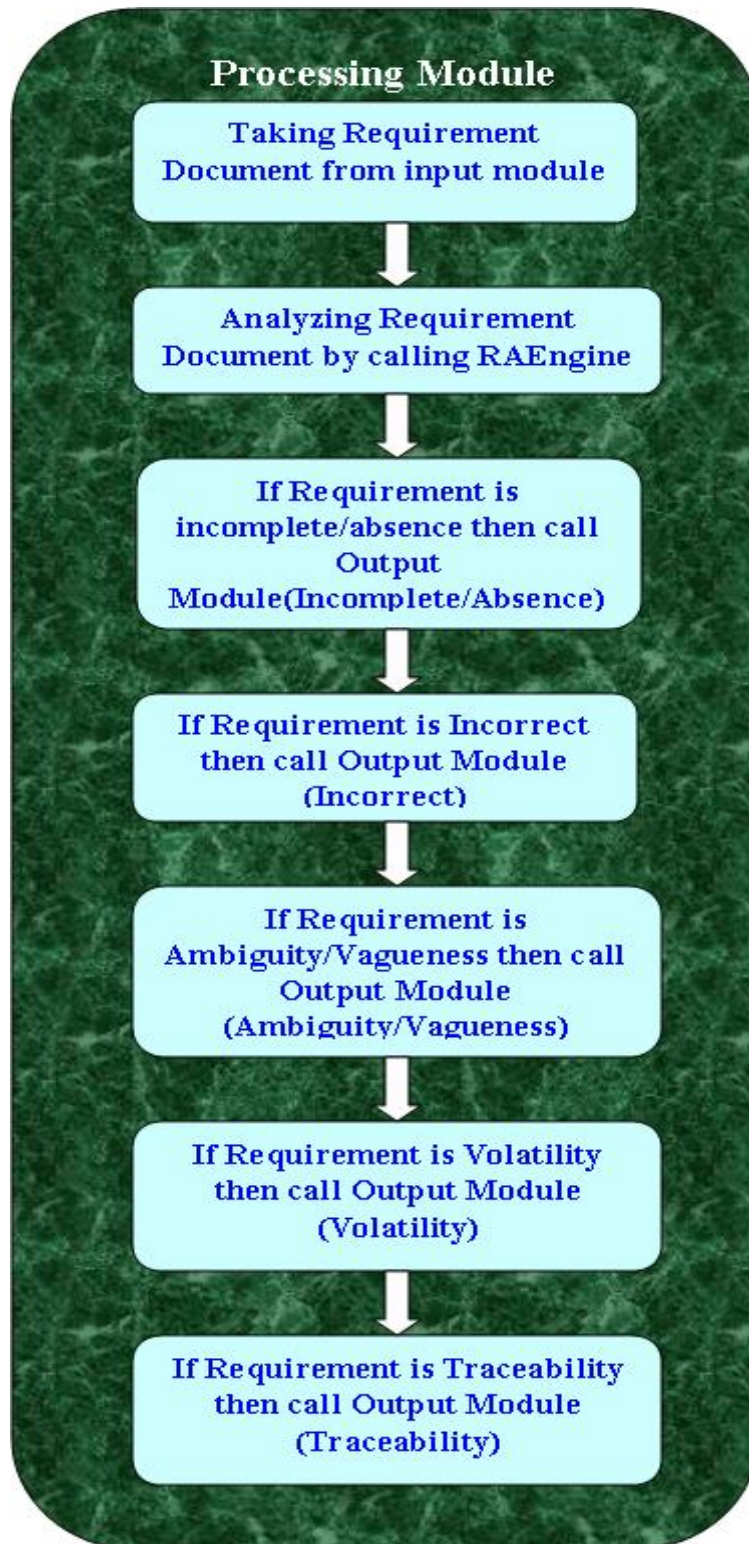 Processing Module
Taking Requirement
Document from input module
Analyzing Requirement
Document by calling RAEngine
If Requirement is
incomplete/absence then call
Output
Module(Incomplete/Absence)
If Requirement is Incorrect
then call Output Module
(Incorrect)
If Requirement is
Ambiguity/Vagueness then call
Output Module
(Ambiguity/Vagueness)
If Requirement is Volatility
then call Output Module
(Volatility)
If Requirement is Traceability
then call Output Module
(Traceability)